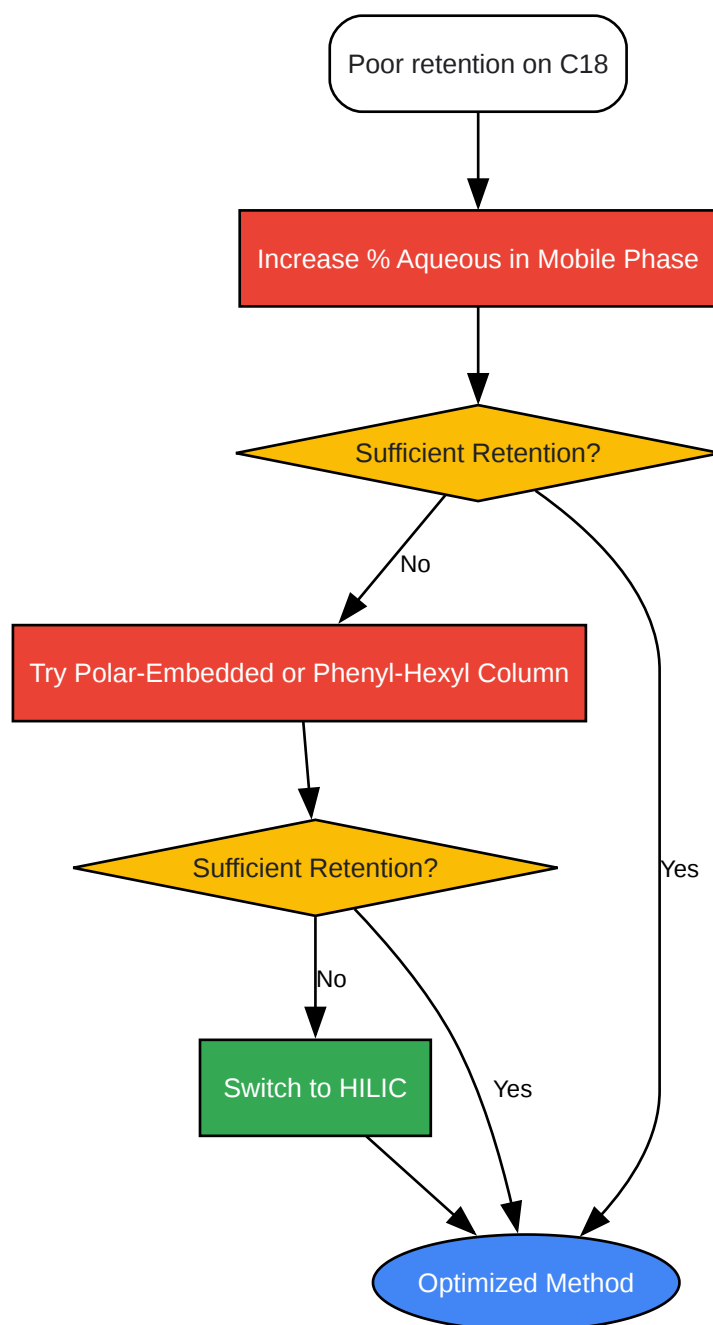 Poor retention on C18
Increase % Aqueous in Mobile Phase
Sufficient Retention?
No
Try Polar-Embedded or Phenyl-Hexyl Column
Sufficient Retention?
Yes
No
Switch to HILIC
Yes
Optimized Method